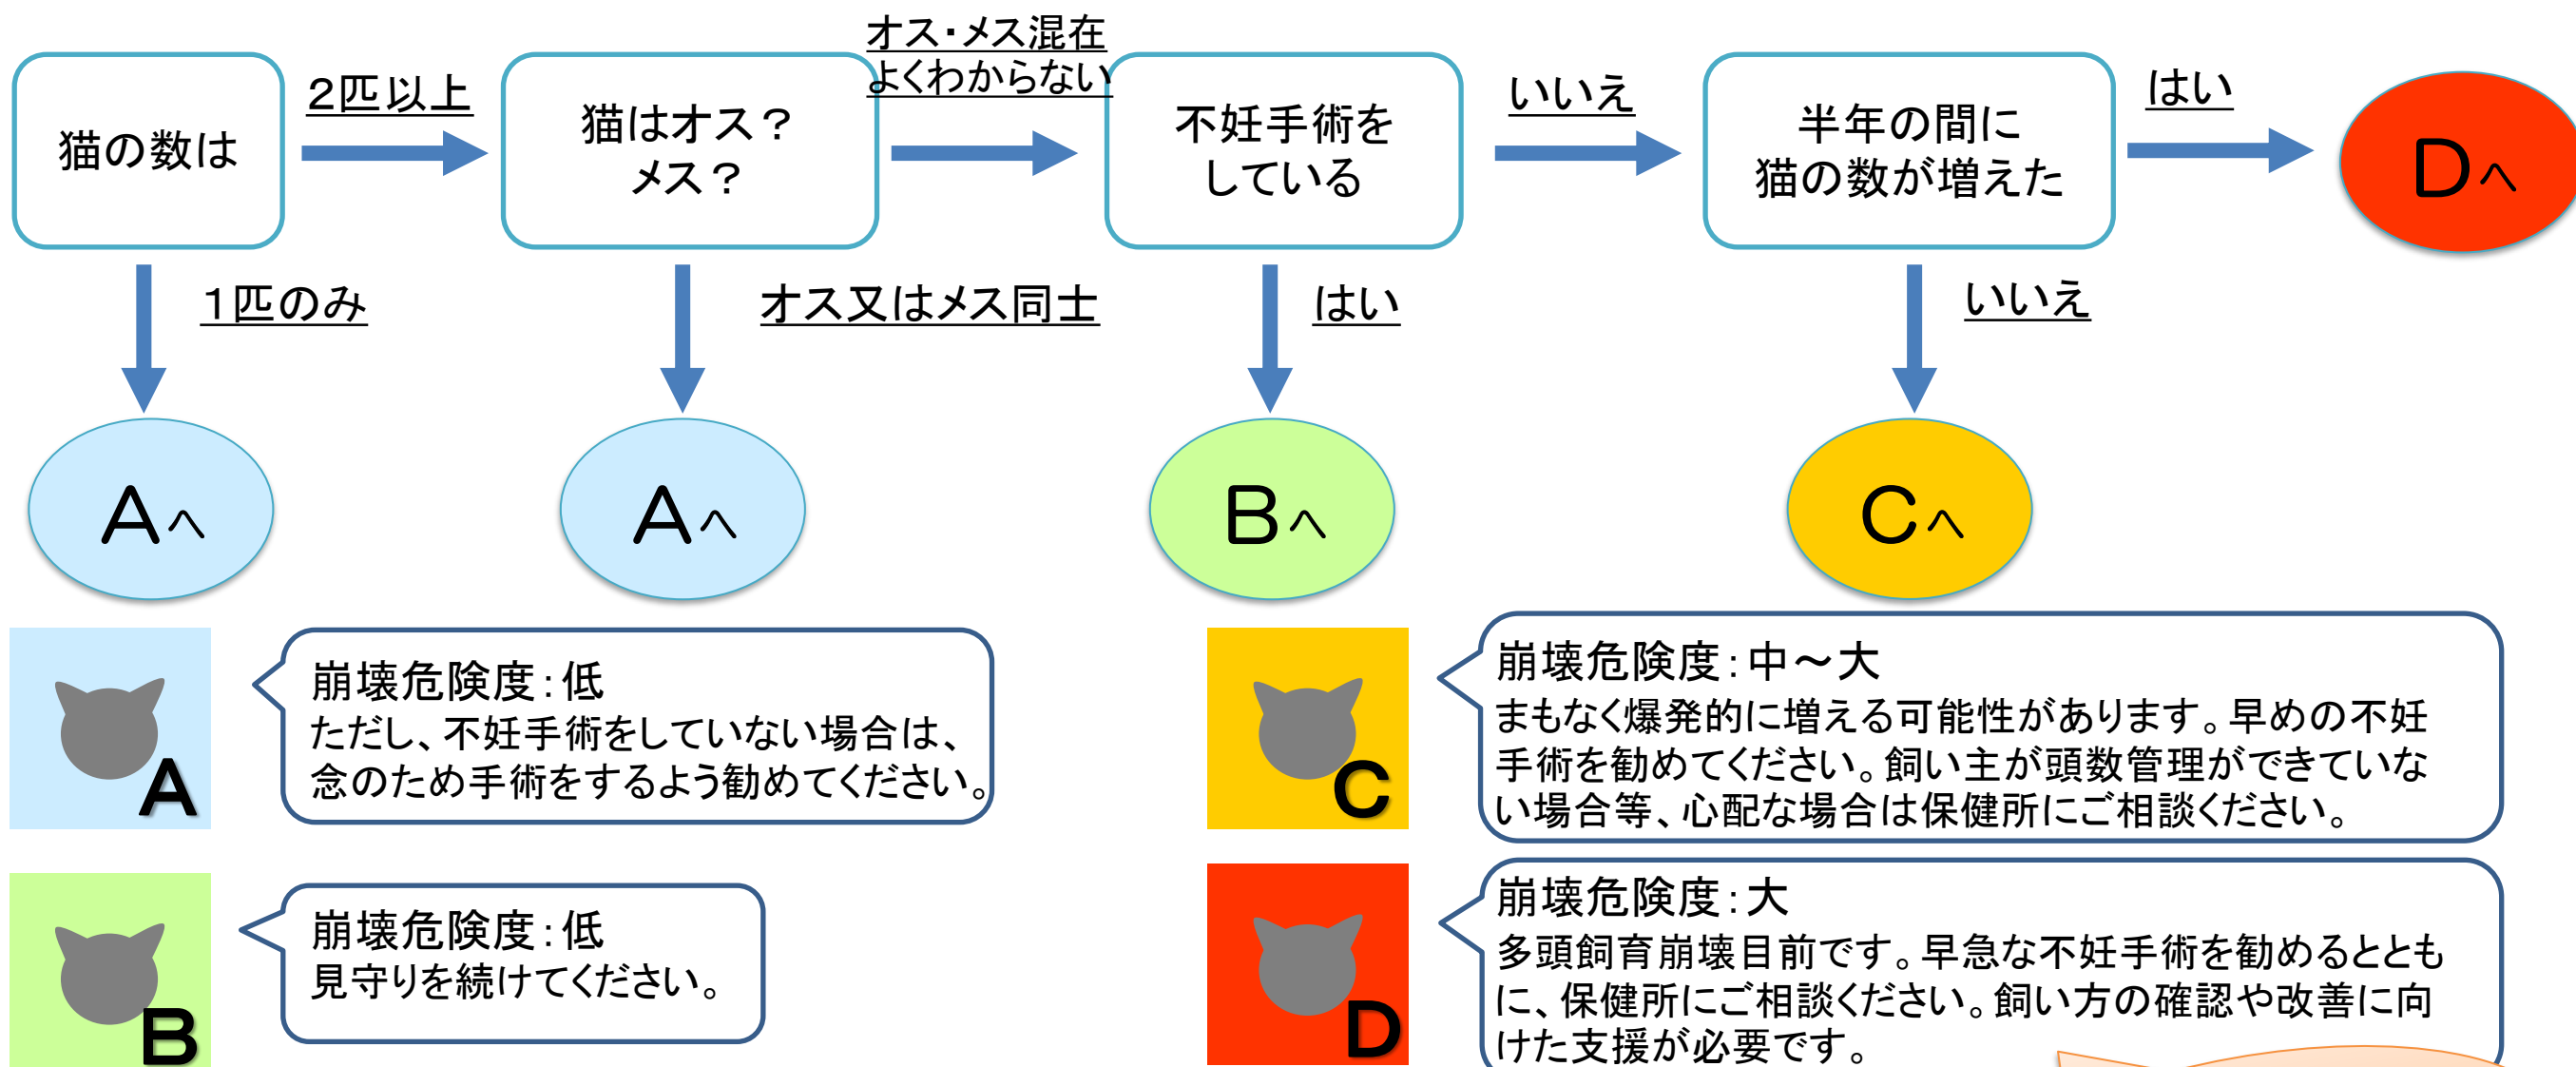 猫の数は
2匹以上
猫はオス?
メス?
オス・メス混在
よくわからない
不妊手術を
している
いいえ
半年の間に
猫の数が増えた
はい
Dへ
1匹のみ
オス又はメス同士
はい
いいえ
Aへ
Aへ
Bへ
Cへ
A
崩壊危険度:低
ただし、不妊手術をしていない場合は、
念のため手術をするよう勧めてください。
B
崩壊危険度:低
見守りを続けてください。
C
崩壊危険度:中~大
まもなく爆発的に増える可能性があります。早めの不妊
手術を勧めてください。飼い主が頭数管理ができていな
い場合等、心配な場合は保健所にご相談ください。
D
崩壊危険度:大
多頭飼育崩壊目前です。早急な不妊手術を勧めるととも
に、保健所にご相談ください。飼い方の確認や改善に向
けた支援が必要です。